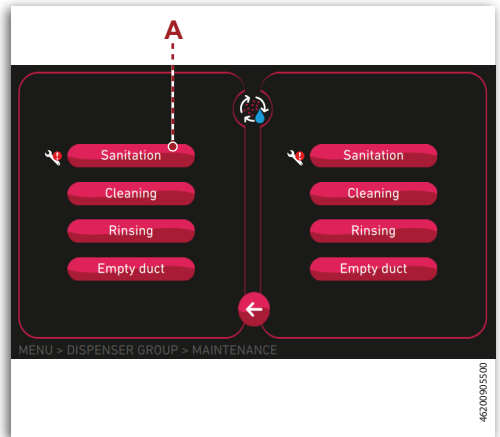 A
Sanitation
Cleaning
Rinsing
Empty duct
Sanitation
Cleaning
Rinsing
Empty duct
MENU > DISPENSER GROUP > MAINTENANCE
46200905500